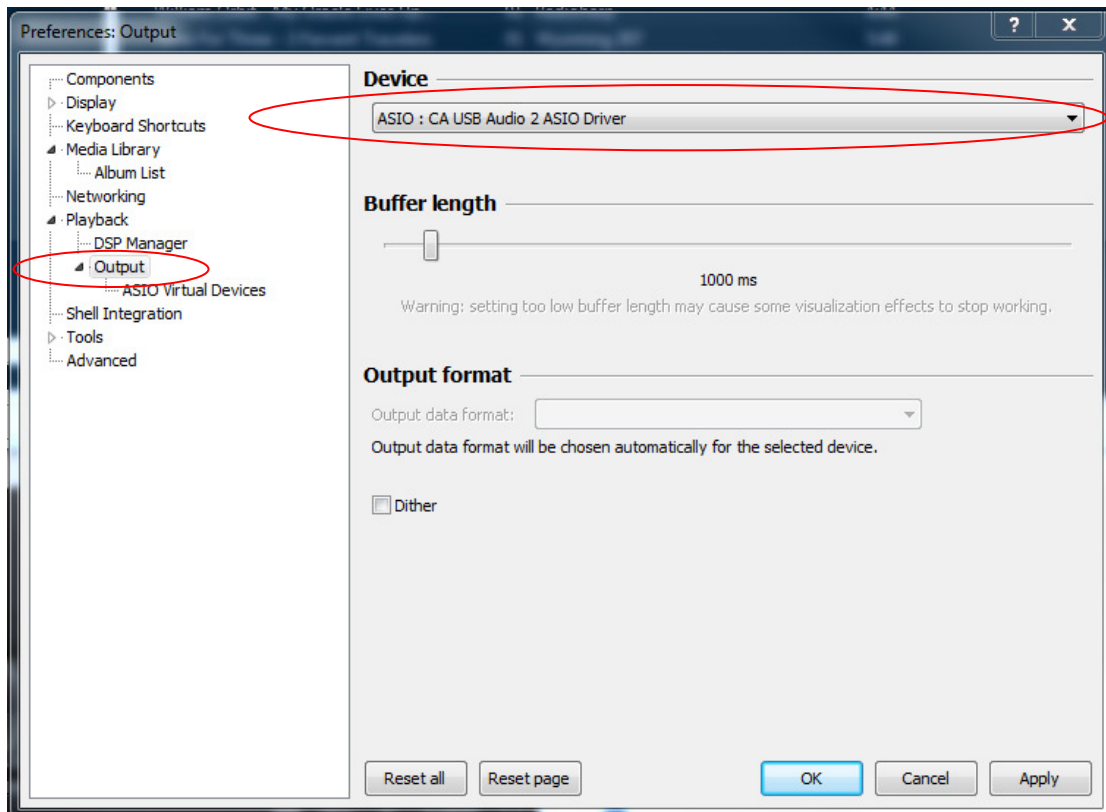 Preferences: Output
?
x
Components
Display
Keyboard Shortcuts
Media Library
Album List
Networking
Playback
DSP Manager
Output
ASIO Virtual Devices
Shell Integration
Tools
Advanced
Device
ASIO : CA USB Audio 2 ASIO Driver
Buffer length
1000 ms
Warning: setting too low buffer length may cause some visualization effects to stop working.
Output format
Output data format:
Output data format will be chosen automatically for the selected device.
Dither
Reset all
Reset page
OK
Cancel
Apply